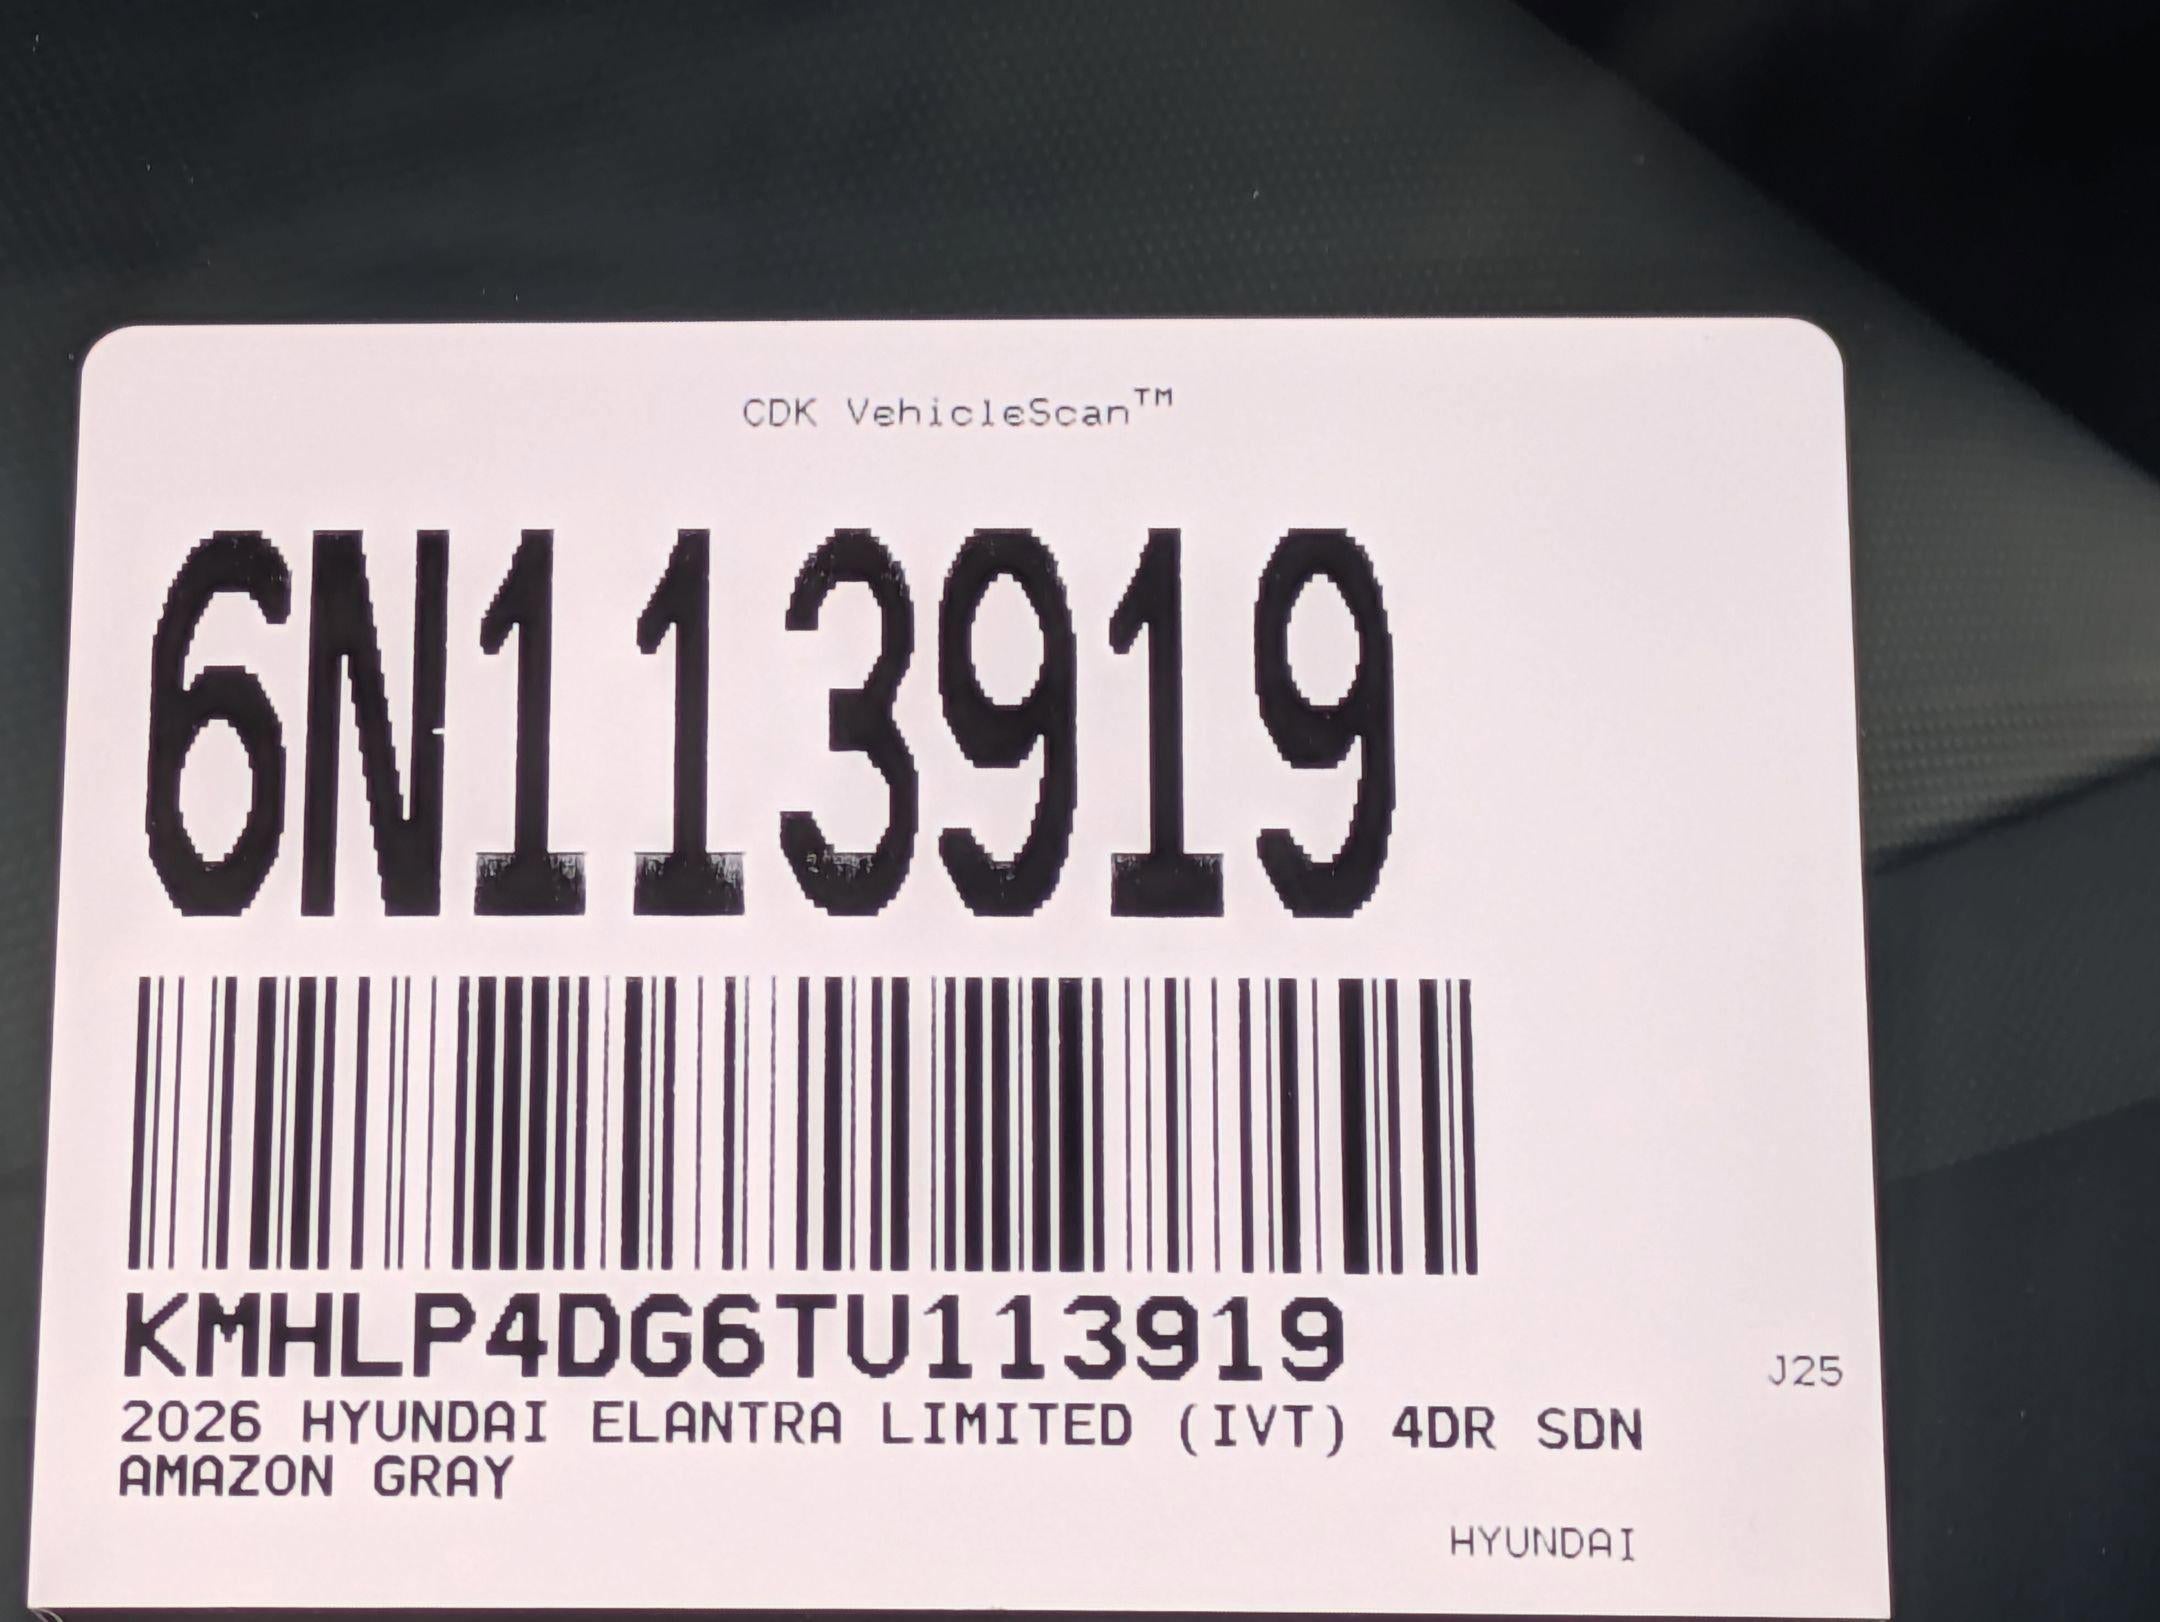 CDK VehicleScan™
6N113919
KMHLP4DG6TU113919
J25
2026 HYUNDAI ELANTRA LIMITED (IVT) 4DR SDN
AMAZON GRAY
HYUNDAI